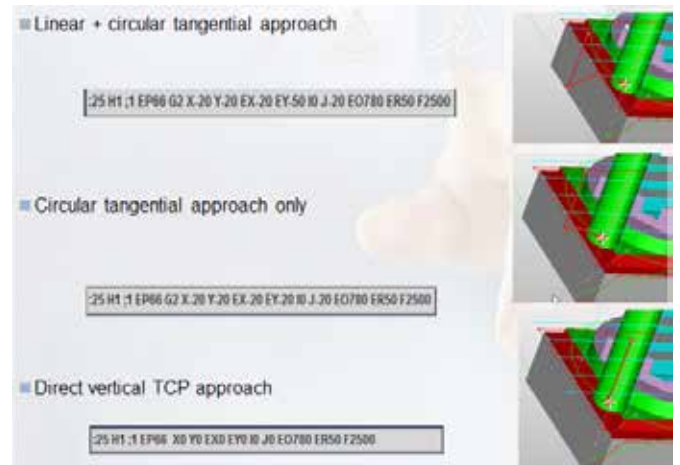 Linear + circular tangential approach
:25 H1 ;1 EP66 G2 X-20 Y-20 EX-20 EY-50 I0 J-20 EO780 ER50 F2500
Circular tangential approach only
:25 H1 ;1 EP66 G2 X-20 Y-20 EX-20 EY-20 I0 J-20 EO780 ER50 F2500
Direct vertical TCP approach
:25 H1 ;1 EP66 X0 Y0 EX0 EY0 I0 J0 EO780 ER50 F2500